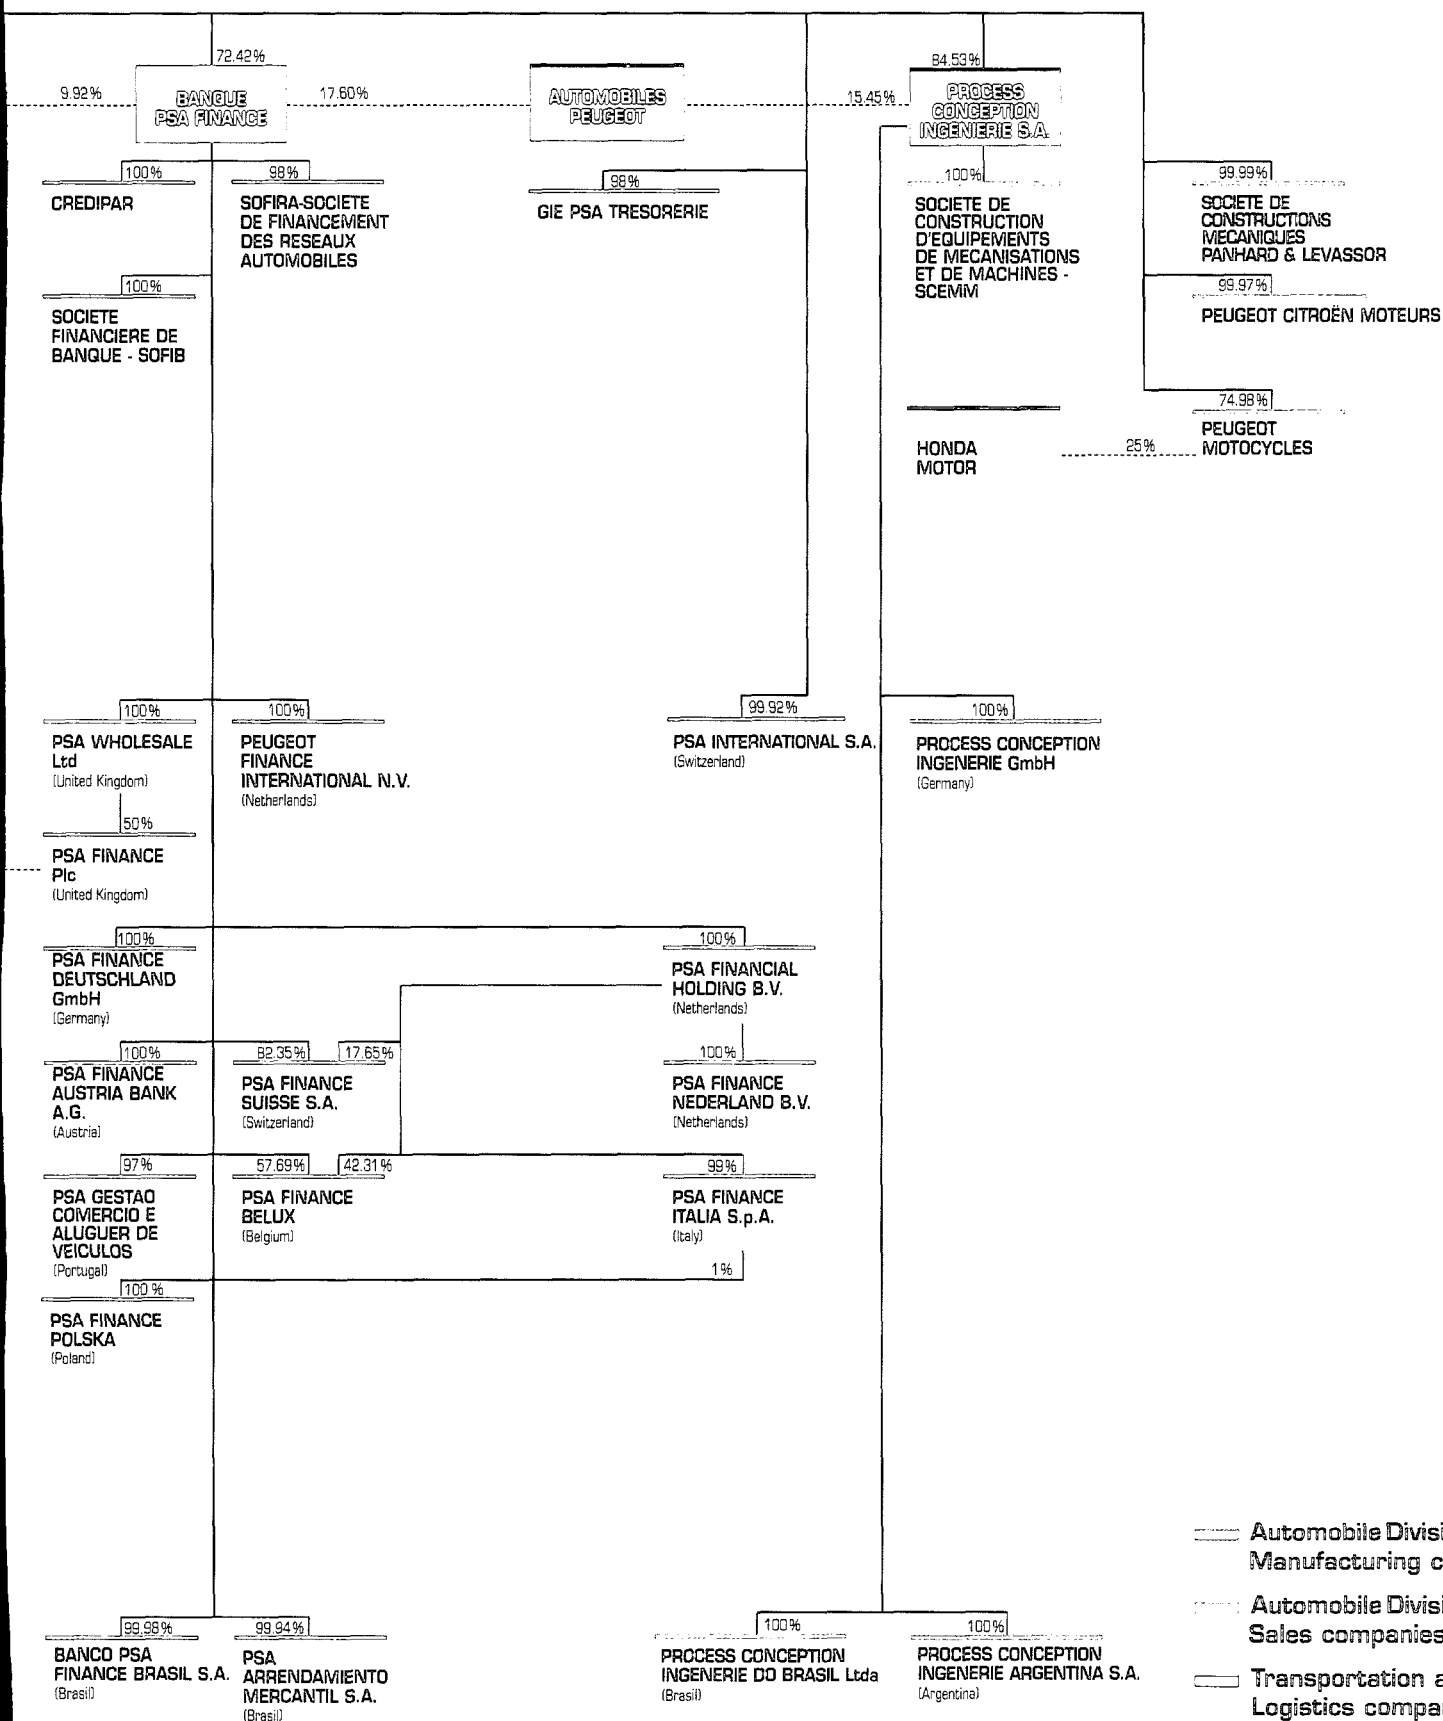 72.42%
84.53%
9.92%
BANQUE
PSA FINANCE
17.60%
AUTOMOBILES
PEUGEOT
15.45%
PROCESS
CONCEPTION
INGENIERIE S.A.
100%
CREDIPAR
98%
SOFIRA-SOCIETE
DE FINANCEMENT
DES RESEAUX
AUTOMOBILES
98%
GIE PSA TRESORERIE
100%
SOCIETE DE
CONSTRUCTION
D'EQUIPEMENTS
DE MECANISATIONS
ET DE MACHINES -
SCEMM
99.99%
SOCIETE DE
CONSTRUCTIONS
MECANIQUES
PANHARD & LEVASSOR
100%
SOCIETE
FINANCIERE DE
BANQUE - SOFIB
99.97%
PEUGEOT CITROËN MOTEURS
74.98%
PEUGEOT
MOTOCYCLES
25%
HONDA
MOTOR
100%
PSA WHOLESALE
Ltd
(United Kingdom)
100%
PEUGEOT
FINANCE
INTERNATIONAL N.V.
(Netherlands)
99.92%
PSA INTERNATIONAL S.A.
(Switzerland)
100%
PROCESS CONCEPTION
INGENERIE GmbH
(Germany)
50%
PSA FINANCE
Plc
(United Kingdom)
100%
PSA FINANCE
DEUTSCHLAND
GmbH
(Germany)
100%
PSA FINANCIAL
HOLDING B.V.
(Netherlands)
100%
PSA FINANCE
AUSTRIA BANK
A.G.
(Austria)
82.35%
17.65%
PSA FINANCE
SUISSE S.A.
(Switzerland)
100%
PSA FINANCE
NEDERLAND B.V.
(Netherlands)
97%
PSA GESTAO
COMERCIO E
ALUGUER DE
VEICULOS
(Portugal)
57.69%
42.31%
PSA FINANCE
BELUX
(Belgium)
99%
PSA FINANCE
ITALIA S.p.A.
(Italy)
1%
100%
PSA FINANCE
POLSKA
(Poland)
99.98%
BANCO PSA
FINANCE BRASIL S.A.
(Brasil)
99.94%
PSA
ARRENDAMIENTO
MERCANTIL S.A.
(Brasil)
100%
PROCESS CONCEPTION
INGENERIE DO BRASIL Ltda
(Brasil)
100%
PROCESS CONCEPTION
INGENERIE ARGENTINA S.A.
(Argentina)
Automobile Divisi
Manufacturing c
Automobile Divisi
Sales companies
Transportation a
Logistics compa